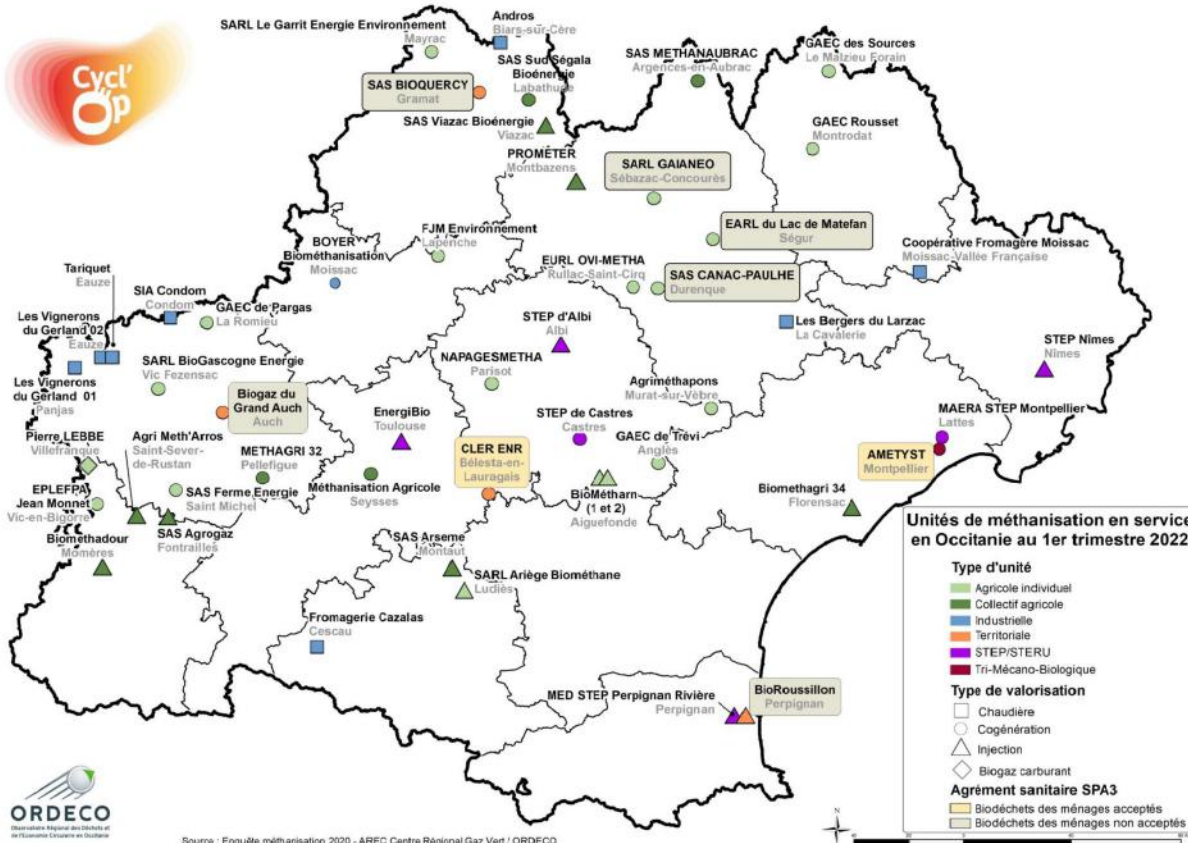 Cycl'
Op
SARL Le Garrit Energie Environnement
Mayrac
Andros
Biars-sur-Cère
SAS Sud Ségala
Bioénergie
Labathude
SAS BIOQUERCY
Gramat
SAS Viazac Bioénergie
Viazac
SAS METHANAUBRAC
Argences-en-Aubrac
GAEC des Sources
Le Malzieu Forain
GAEC Rousset
Montrodat
PROMÉTER
Montbazens
SARL GAIANEO
Sébazac-Concourès
EARL du Lac de Matefan
Ségur
FJM Environnement
Lapenche
BOYER
Biométhanisation
Moissac
EURL OVI-METHA
Rullac-Saint-Cirq
SAS CANAC-PAULHE
Durenque
Coopérative Fromagère Moissac
Moissac-Vallée Française
Tariquet
Eauze
SIA Condom
Condom
GAEC de Pargas
La Romieu
Les Vignerons
du Gerland 02
Eauze
Les Vignerons
du Gerland 01
Panjas
SARL BioGascogne Energie
Vic Fezensac
STEP d'Albi
Albi
Les Bergers du Larzac
La Cavalerie
STEP Nîmes
Nîmes
NAPAGESMETHA
Parisot
Agriméthapons
Murat-sur-Vèbre
Biogaz du
Grand Auch
Auch
EnergiBio
Toulouse
STEP de Castres
Castres
MAERA STEP Montpellier
Lattes
AMETYST
Montpellier
Pierre LEBBE
Villefranque
Agri Meth'Arros
Saint-Sever-
de-Rustan
METHAGRI 32
Pellefigue
CLER ENR
Bélesta-en-
Lauragais
GAEC de Trévi
Anglès
EPLEFPA
Jean Monnet
Vic-en-Bigorre
SAS Ferme Energie
Saint Michel
Méthanisation Agricole
Seysses
BioMétharn
(1 et 2)
Aiguefonde
Biomethagri 34
Florensac
Biométhadour
Momères
SAS Agrogaz
Fontrailles
SAS Arseme
Montaut
SARL Ariège Biométhane
Ludiès
Fromagerie Cazalas
Cescau
MED STEP Perpignan Rivière
Perpignan
BioRoussillon
Perpignan
Unités de méthanisation en service
en Occitanie au 1er trimestre 2022
Type d'unité
Agricole individuel
Collectif agricole
Industrielle
Territoriale
STEP/STERU
Tri-Mécano-Biologique
Type de valorisation
Chaudière
Cogénération
Injection
Biogaz carburant
Agrément sanitaire SPA3
Biodéchets des ménages acceptés
Biodéchets des ménages non acceptés
ORDECO
Observatoire Régional des Déchets et
de l'Economie Circulaire en Occitanie
Source : Enquête méthanisation 2020 - AREC Centre Régional Gaz Vert / ORDECO
N